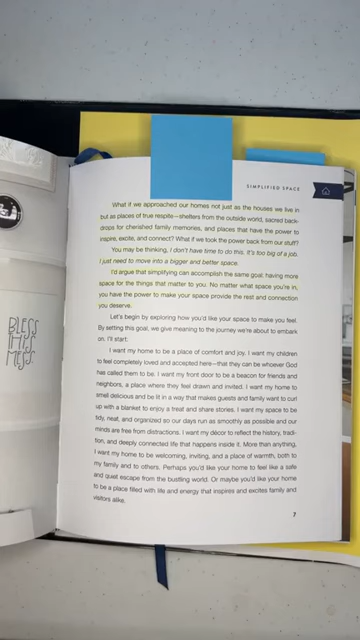 SIMPLIFIED SPACE
What if we approached our homes not just as the houses we live in
but as places of true respite—shelters from the outside world, sacred back-
drops for cherished family memories, and places that have the power to
inspire, excite, and connect? What if we took the power back from our stuff?
You may be thinking, I don't have time to do this. It's too big of a job.
I just need to move into a bigger and better space.
I'd argue that simplifying can accomplish the same goal: having more
space for the things that matter to you. No matter what space you're in,
you have the power to make your space provide the rest and connection
you deserve.
Let's begin by exploring how you'd like your space to make you feel.
By setting this goal, we give meaning to the journey we're about to embark
on. I'll start:
I want my home to be a place of comfort and joy. I want my children
to feel completely loved and accepted here—that they can be whoever God
has called them to be. I want my front door to be a beacon for friends and
neighbors, a place where they feel drawn and invited. I want my home to
smell delicious and be lit in a way that makes guests and family want to curl
up with a blanket to enjoy a treat and share stories. I want my space to be
tidy, neat, and organized so our days run as smoothly as possible and our
minds are free from distractions. I want my décor to reflect the history, tradi-
tion, and deeply connected life that happens inside it. More than anything,
I want my home to be welcoming, inviting, and a place of warmth, both to
my family and to others. Perhaps you'd like your home to feel like a safe
and quiet escape from the bustling world. Or maybe you'd like your home
to be a place filled with life and energy that inspires and excites family and
visitors alike.
7
BLESS
THIS
MESS